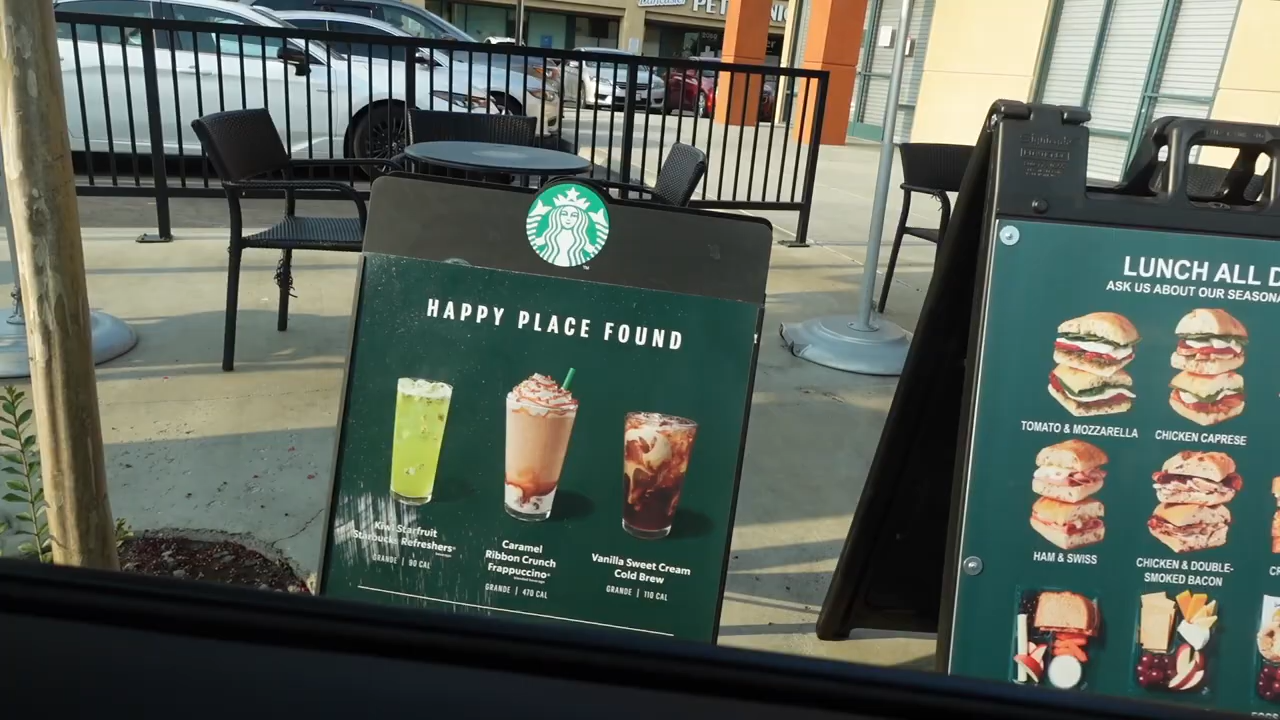 PET
HAPPY PLACE FOUND
Kiwi Starfruit
Starbucks Refreshers®
GRANDE | 90 CAL
Caramel
Ribbon Crunch
Frappuccino®
GRANDE | 470 CAL
Vanilla Sweet Cream
Cold Brew
GRANDE | 110 CAL
LUNCH ALL D
ASK US ABOUT OUR SEASONA
TOMATO & MOZZARELLA
CHICKEN CAPRESE
HAM & SWISS
CHICKEN & DOUBLE-
SMOKED BACON